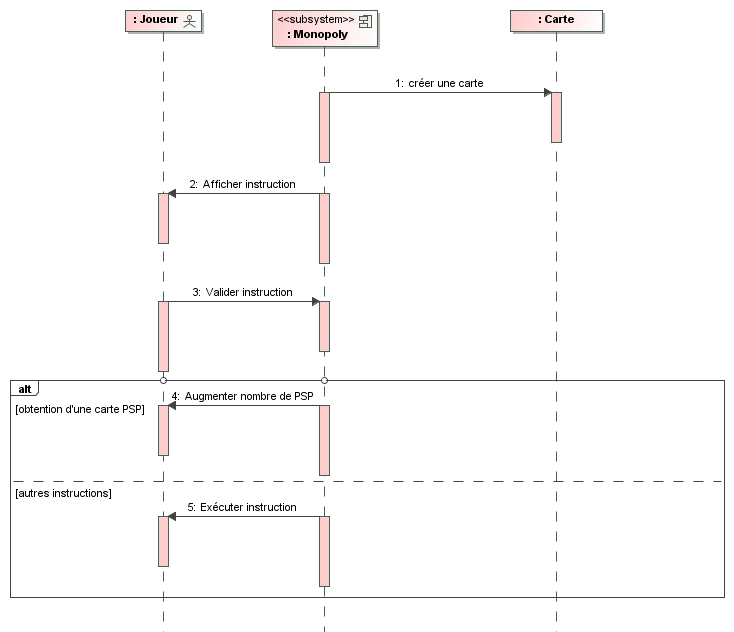 : Joueur
<<subsystem>>
: Monopoly
: Carte
1: créer une carte
2: Afficher instruction
3: Valider instruction
alt
4: Augmenter nombre de PSP
[obtention d'une carte PSP]
[autres instructions]
5: Exécuter instruction